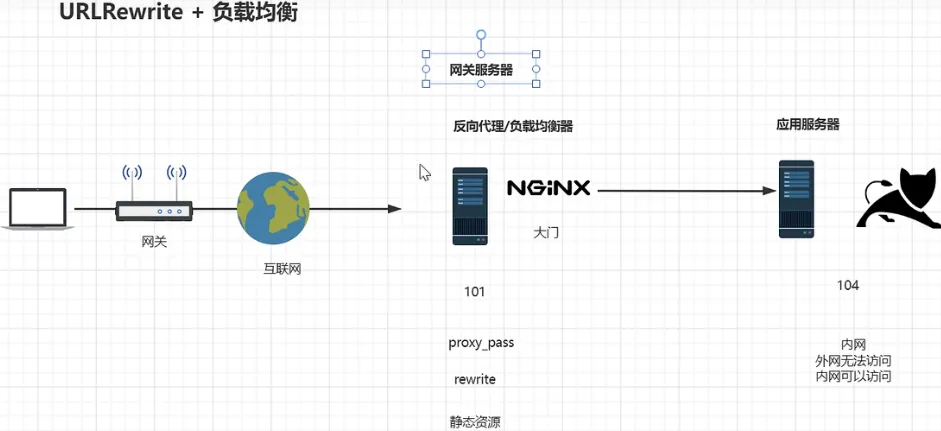 URLRewrite + 负载均衡
网关服务器
反向代理/负载均衡器
应用服务器
NGiNX
网关
大门
互联网
101
104
proxy_pass
rewrite
静态资源
内网
外网无法访问
内网可以访问